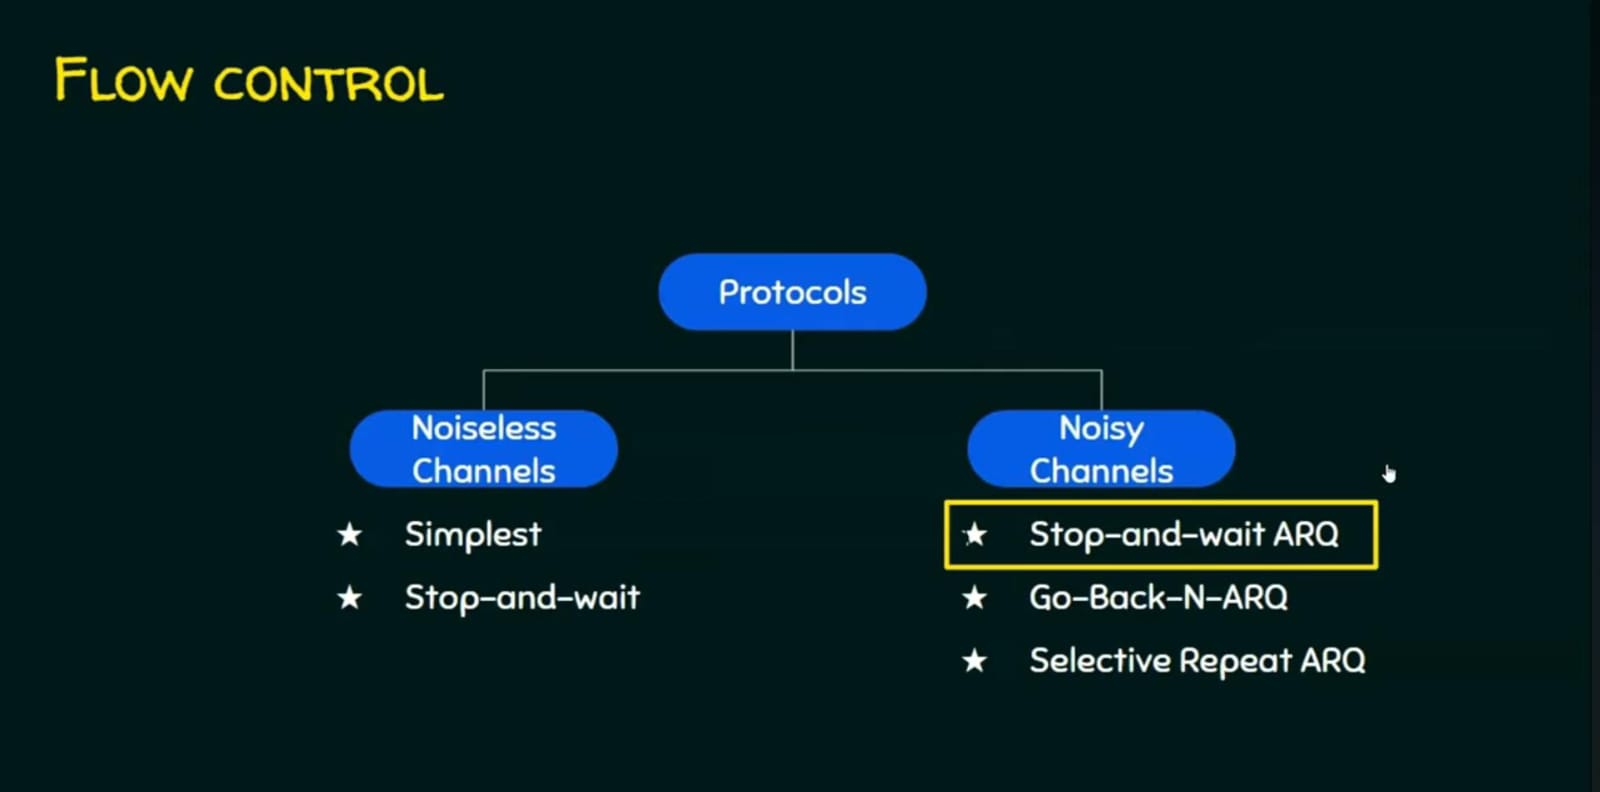 FLOW CONTROL
Protocols
Noiseless
Channels
★ Simplest
★ Stop-and-wait
Noisy
Channels
★ Stop-and-wait ARQ
★ Go-Back-N-ARQ
★ Selective Repeat ARQ